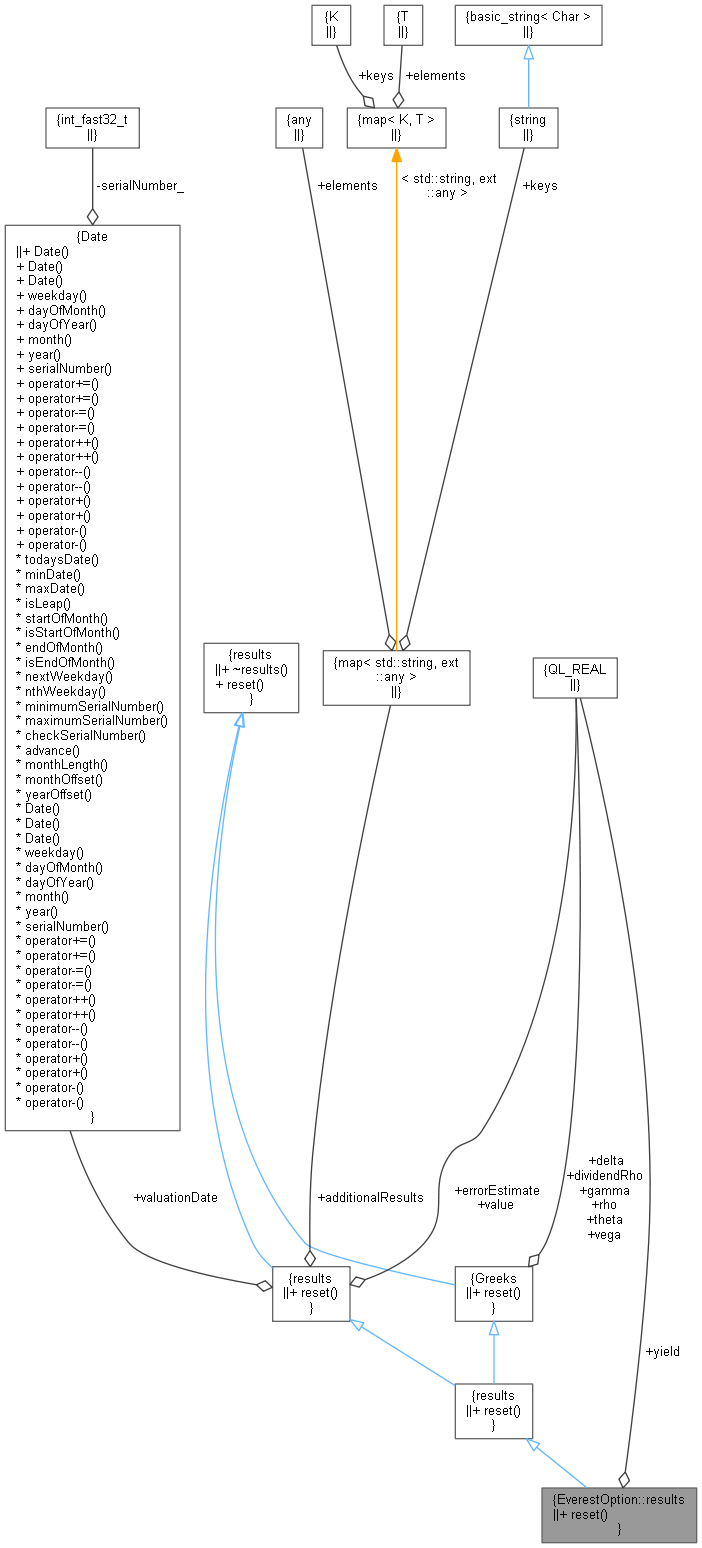 {K
||}
{T
||}
{basic_string< Char >
||}
+keys
+elements
{int_fast32_t
||}
{any
||}
{map< K, T >
||}
{string
||}
-serialNumber_
+elements
< std::string, ext
::any >
+keys
{Date
||+ Date()
+ Date()
+ Date()
+ weekday()
+ dayOfMonth()
+ dayOfYear()
+ month()
+ year()
+ serialNumber()
+ operator+=()
+ operator+=()
+ operator-=()
+ operator-=()
+ operator++()
+ operator++()
+ operator--()
+ operator--()
+ operator+()
+ operator+()
+ operator-()
+ operator-()
* todaysDate()
* minDate()
* maxDate()
* isLeap()
* startOfMonth()
* isStartOfMonth()
* endOfMonth()
* isEndOfMonth()
* nextWeekday()
* nthWeekday()
* minimumSerialNumber()
* maximumSerialNumber()
* checkSerialNumber()
* advance()
* monthLength()
* monthOffset()
* yearOffset()
* Date()
* Date()
* Date()
* weekday()
* dayOfMonth()
* dayOfYear()
* month()
* year()
* serialNumber()
* operator+=()
* operator+=()
* operator-=()
* operator-=()
* operator++()
* operator++()
* operator--()
* operator--()
* operator+()
* operator+()
* operator-()
* operator-()
}
{results
||+ ~results()
+ reset()
}
{map< std::string, ext
::any >
||}
{QL_REAL
||}
+valuationDate
+additionalResults
+errorEstimate
+value
+delta
+dividendRho
+gamma
+rho
+theta
+vega
{results
||+ reset()
}
{Greeks
||+ reset()
}
+yield
{results
||+ reset()
}
{EverestOption::results
||+ reset()
}